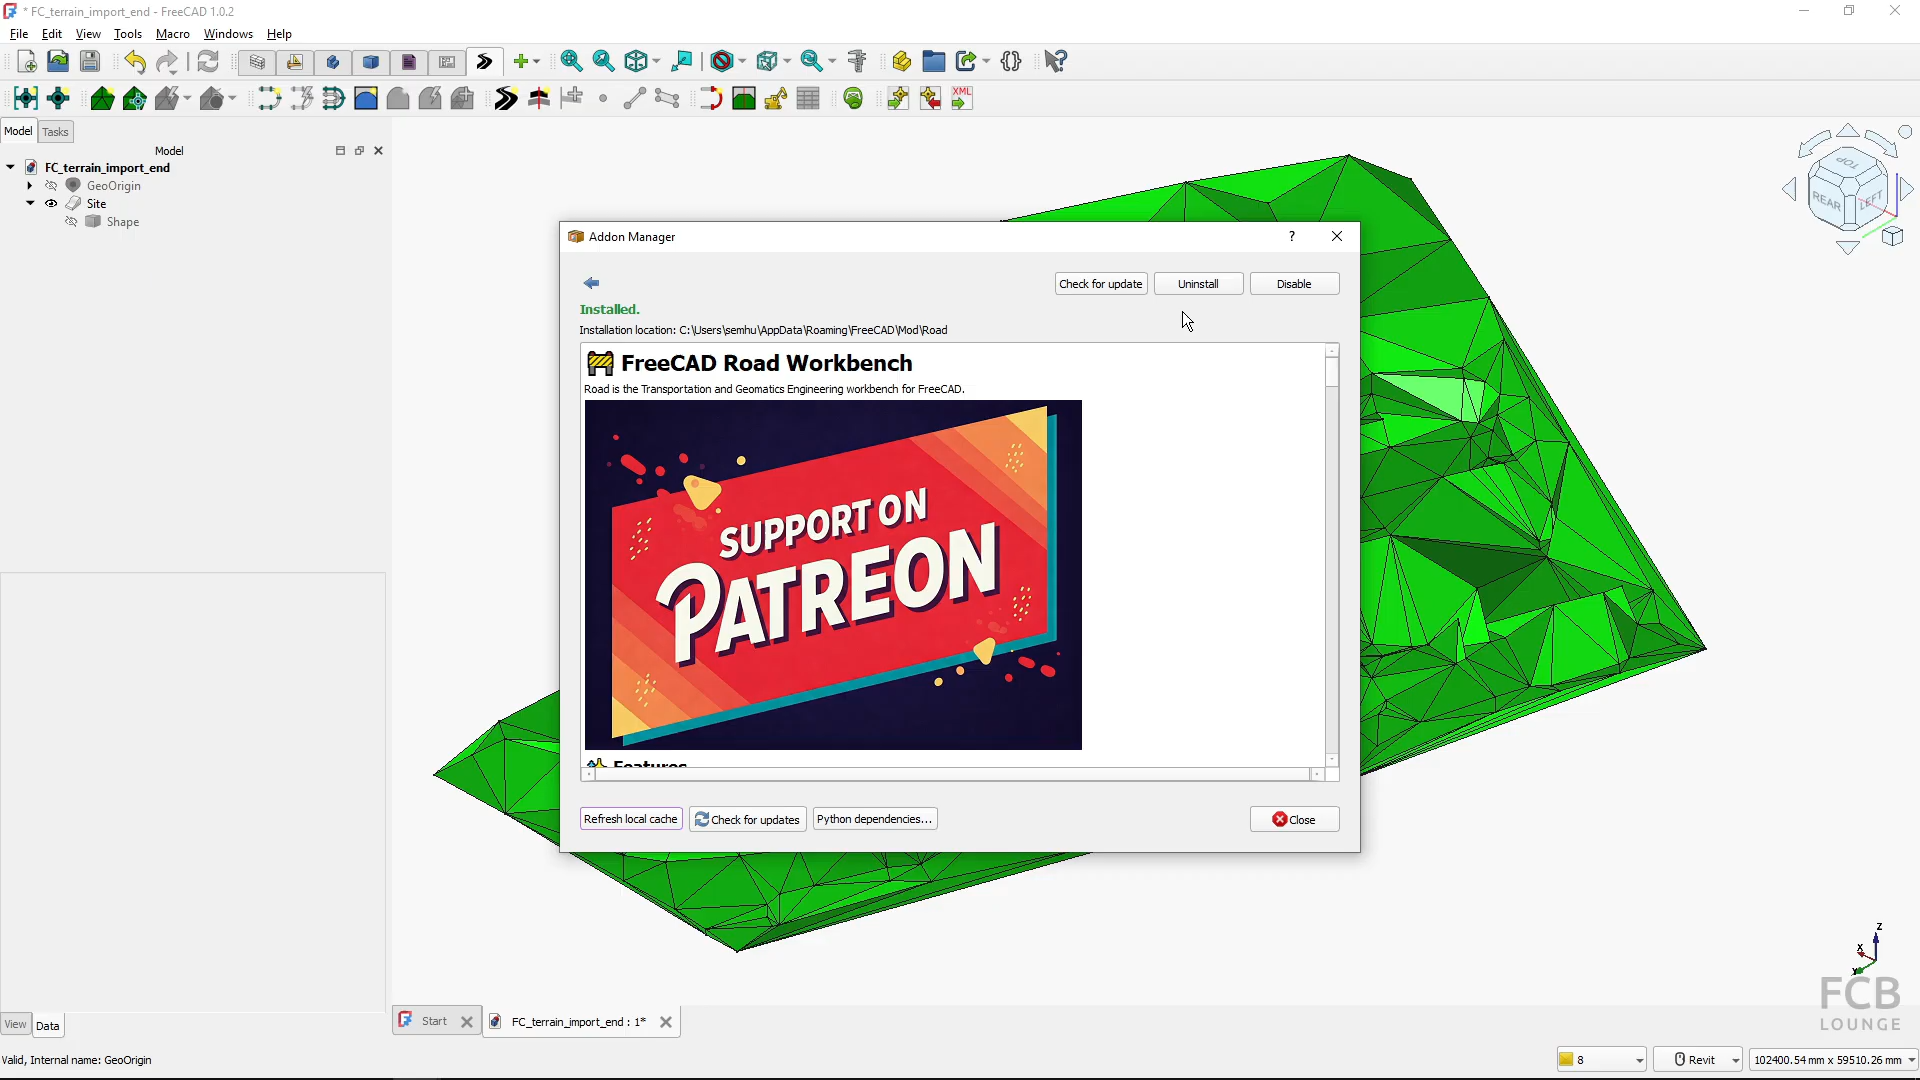 * FC_terrain_import_end - FreeCAD 1.0.2
File Edit View Tools Macro Windows Help
XML
Model Tasks
Model
FC_terrain_import_end
GeoOrigin
Site
Shape
TOP
REAR
LEFT
Addon Manager
?
Check for update Uninstall Disable
Installed.
Installation location: C:\Users\semhu\AppData\Roaming\FreeCAD\Mod\Road
FreeCAD Road Workbench
Road is the Transportation and Geomatics Engineering workbench for FreeCAD.
SUPPORT ON
PATREON
Features
Refresh local cache Check for updates Python dependencies... Close
Z
X
Y
FCB
LOUNGE
View Data
Start FC_terrain_import_end : 1*
Valid, Internal name: GeoOrigin
8 Revit 102400.54 mm x 59510.26 mm